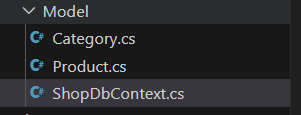 Model
C# Category.cs
C# Product.cs
C# ShopDbContext.cs